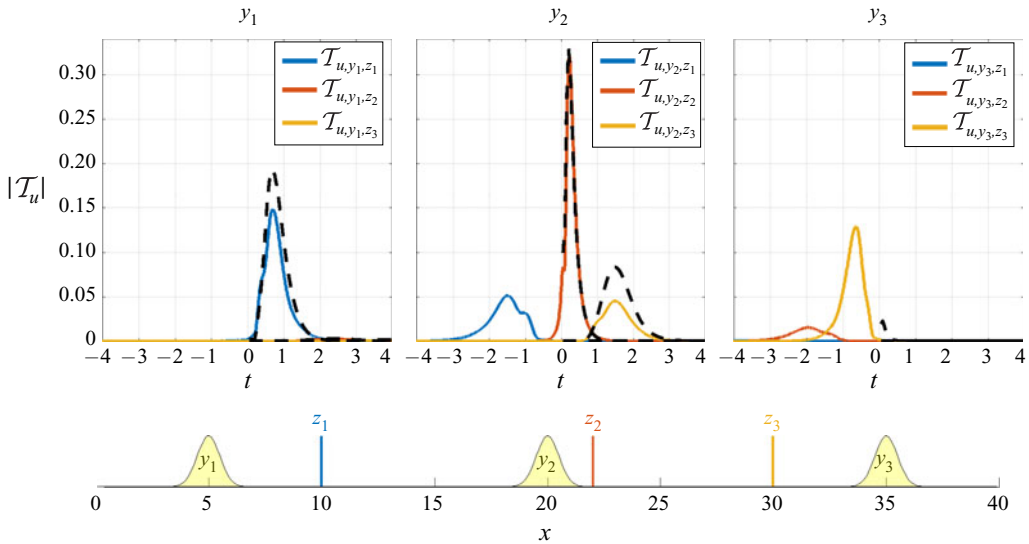 y₁ y₂ y₃
𝒯u,y₁,z₁ 𝒯u,y₂,z₁ 𝒯u,y₃,z₁
𝒯u,y₁,z₂ 𝒯u,y₂,z₂ 𝒯u,y₃,z₂
𝒯u,y₁,z₃ 𝒯u,y₂,z₃ 𝒯u,y₃,z₃
0.30
0.25
0.20
|𝒯u|
0.15
0.10
0.05
0
−4 −3 −2 −1 0 1 2 3 4 −4 −3 −2 −1 0 1 2 3 4 −4 −3 −2 −1 0 1 2 3 4
t t t
z₁ z₂ z₃
y₁ y₂ y₃
0 5 10 15 20 25 30 35 40
x